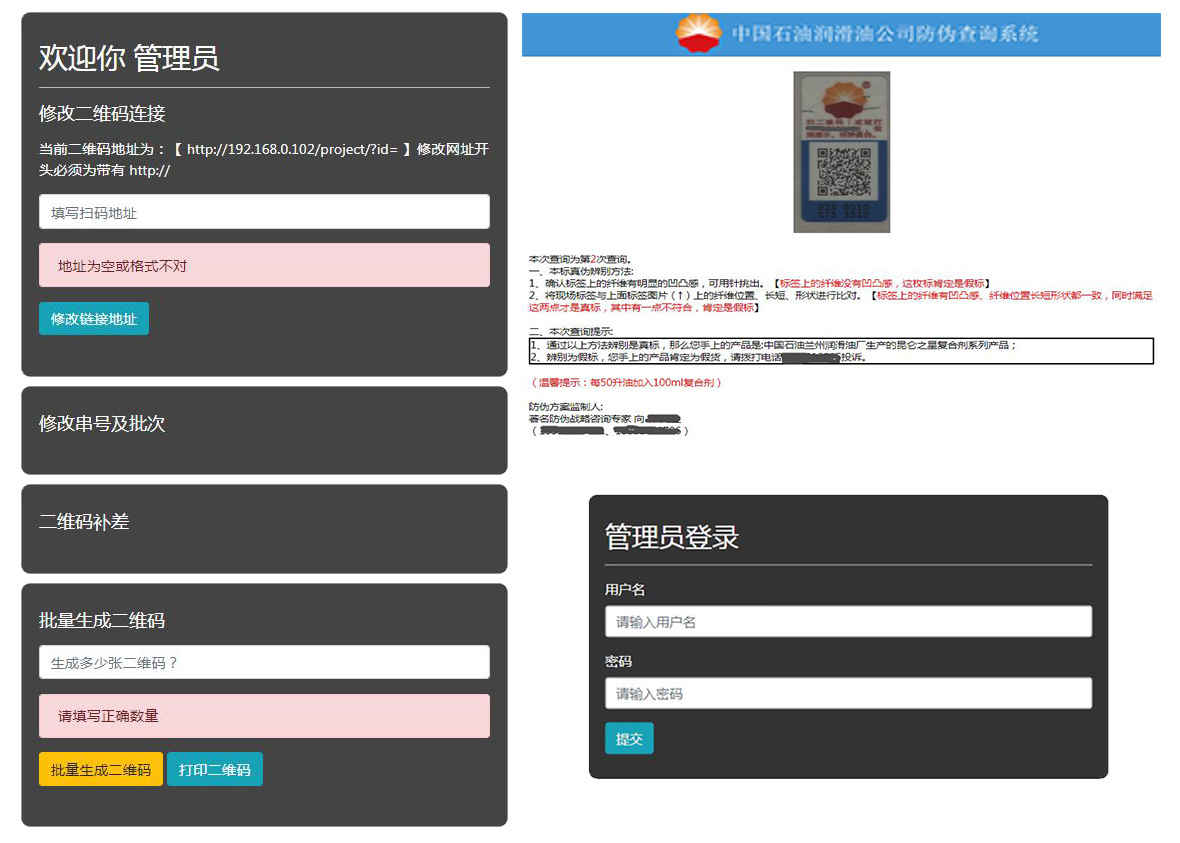 欢迎你 管理员
修改二维码连接
当前二维码地址为：【 http://192.168.0.102/project/?id= 】修改网址开
头必须为带有 http://
填写扫码地址
地址为空或格式不对
修改链接地址
修改串号及批次
二维码补差
批量生成二维码
生成多少张二维码？
请填写正确数量
批量生成二维码 打印二维码
中国石油润滑油公司防伪查询系统
本次查询为第2次查询。
一、本标真伪辨别方法:
1、确认标签上的纤维有明显的凹凸感，可用针挑出。【标签上的纤维没有凹凸感，这枚标肯定是假标】
2、将现场标签与上面标签图片（↑）上的纤维位置、长短、形状进行比对。【标签上的纤维有凹凸感、纤维位置长短形状都一致，同时满足
这两点才是真标，其中有一点不符合，肯定是假标】
二、本次查询提示:
1、通过以上方法辨别是真标，那么您手上的产品是:中国石油兰州润滑油厂生产的昆仑之星复合剂系列产品；
2、辨别为假标，您手上的产品肯定为假货，请拨打电话 投诉。
（温馨提示：每50升油加入100ml复合剂）
防伪方案监制人:
著名防伪战略咨询专家 向
管理员登录
用户名
请输入用户名
密码
请输入密码
提交